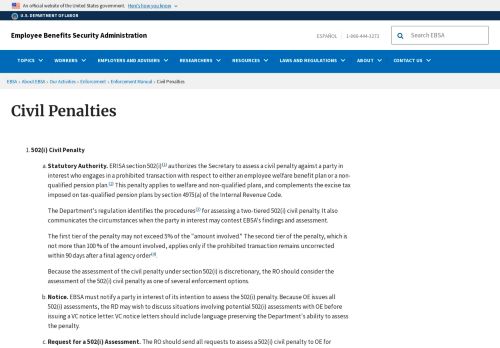 An official website of the United States government. Here's how you know
U.S. DEPARTMENT OF LABOR
Employee Benefits Security Administration
ESPAÑOL | 1-866-444-3272
Search EBSA
TOPICS WORKERS EMPLOYERS AND ADVISERS RESEARCHERS RESOURCES LAWS AND REGULATIONS ABOUT CONTACT US
EBSA » About EBSA » Our Activities » Enforcement » Enforcement Manual » Civil Penalties
Civil Penalties
1. 502(i) Civil Penalty
a. Statutory Authority. ERISA section 502(i)(1) authorizes the Secretary to assess a civil penalty against a party in
interest who engages in a prohibited transaction with respect to either an employee welfare benefit plan or a non-
qualified pension plan.(2) This penalty applies to welfare and non-qualified plans, and complements the excise tax
imposed on tax-qualified pension plans by section 4975(a) of the Internal Revenue Code.
The Department's regulation identifies the procedures(3) for assessing a two-tiered 502(i) civil penalty. It also
communicates the circumstances when the party in interest may contest EBSA's findings and assessment.
The first tier of the penalty may not exceed 5% of the "amount involved." The second tier of the penalty, which is
not more than 100 % of the amount involved, applies only if the prohibited transaction remains uncorrected
within 90 days after a final agency order(4).
Because the assessment of the civil penalty under section 502(i) is discretionary, the RO should consider the
assessment of the 502(i) civil penalty as one of several enforcement options.
b. Notice. EBSA must notify a party in interest of its intention to assess the 502(i) penalty. Because OE issues all
502(i) assessments, the RD may wish to discuss situations involving potential 502(i) assessments with OE before
issuing a VC notice letter. VC notice letters should include language preserving the Department's ability to assess
the penalty.
c. Request for a 502(i) Assessment. The RO should send all requests to assess a 502(i) civil penalty to OE for